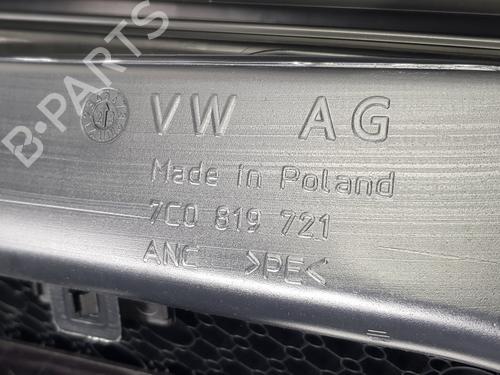 B-PARTS
VW AG
Made in Poland
7C0 819 721
ANC >PE<